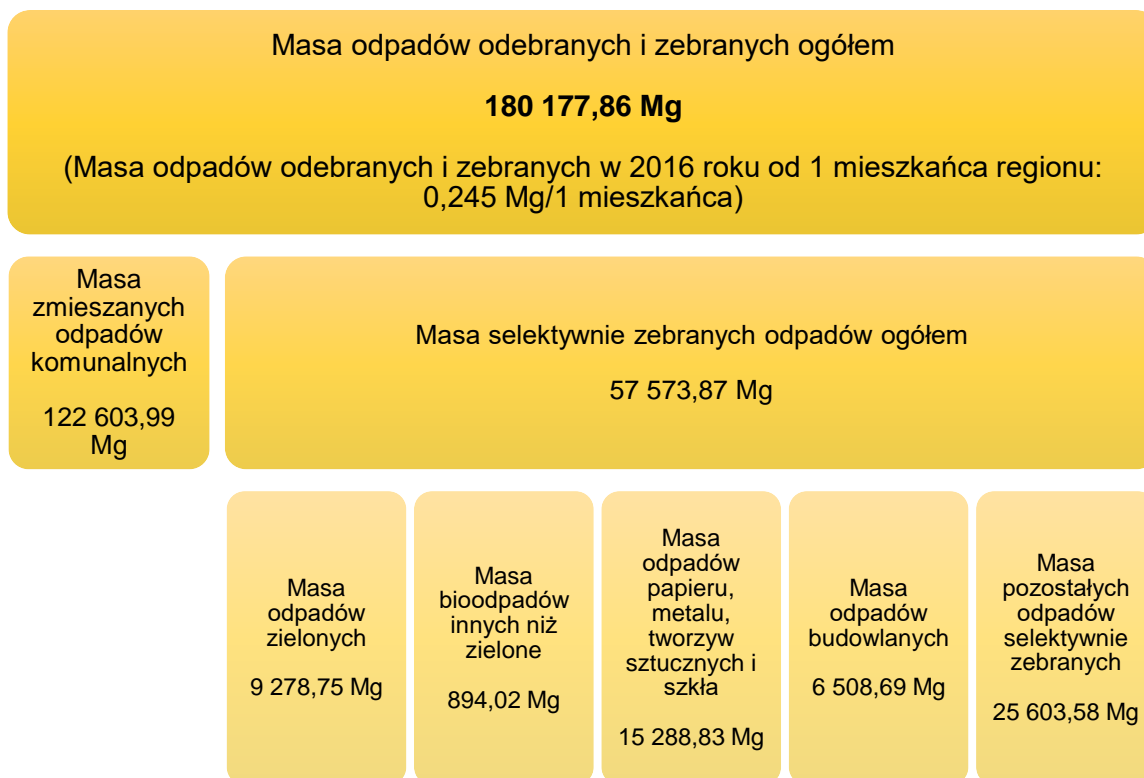 Masa odpadów odebranych i zebranych ogółem
180 177,86 Mg
(Masa odpadów odebranych i zebranych w 2016 roku od 1 mieszkańca regionu:
0,245 Mg/1 mieszkańca)
Masa
zmieszanych
odpadów
komunalnych
122 603,99
Mg
Masa selektywnie zebranych odpadów ogółem
57 573,87 Mg
Masa
odpadów
zielonych
9 278,75 Mg
Masa
bioodpadów
innych niż
zielone
894,02 Mg
Masa
odpadów
papieru,
metalu,
tworzyw
sztucznych i
szkła
15 288,83 Mg
Masa
odpadów
budowlanych
6 508,69 Mg
Masa
pozostałych
odpadów
selektywnie
zebranych
25 603,58 Mg